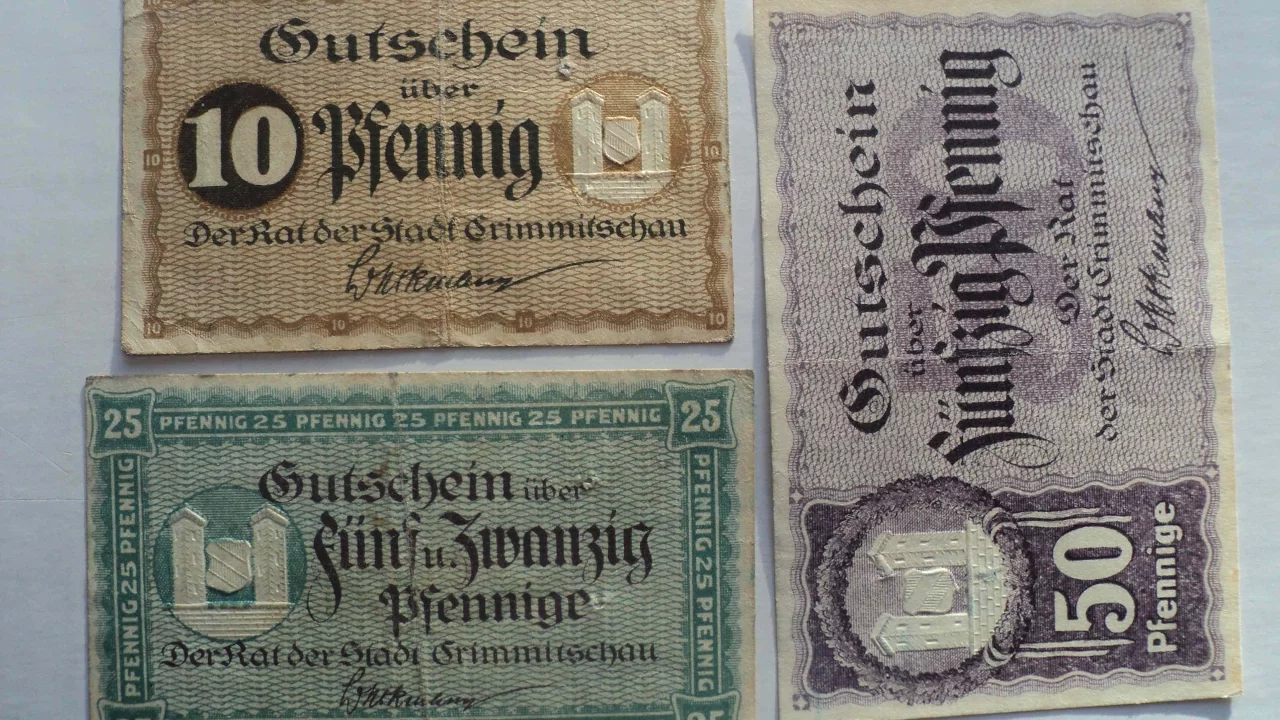 Gutschein
über
10 Pfennig
Der Rat der Stadt Crimmitschau
10 10
10 10 10 10
25 PFENNIG 25 PFENNIG 25 PFENNIG 25 PFENNIG 25
PFENNIG 25 PFENNIG
Gutschein über
Fünf u. Zwanzig
Pfennige
Der Rat der Stadt Crimmitschau
PFENNIG 25 PFENNIG
25
Gutschein
über
Fünfzig Pfennig
Der Rat
der Stadt Crimmitschau
50
Pfennige